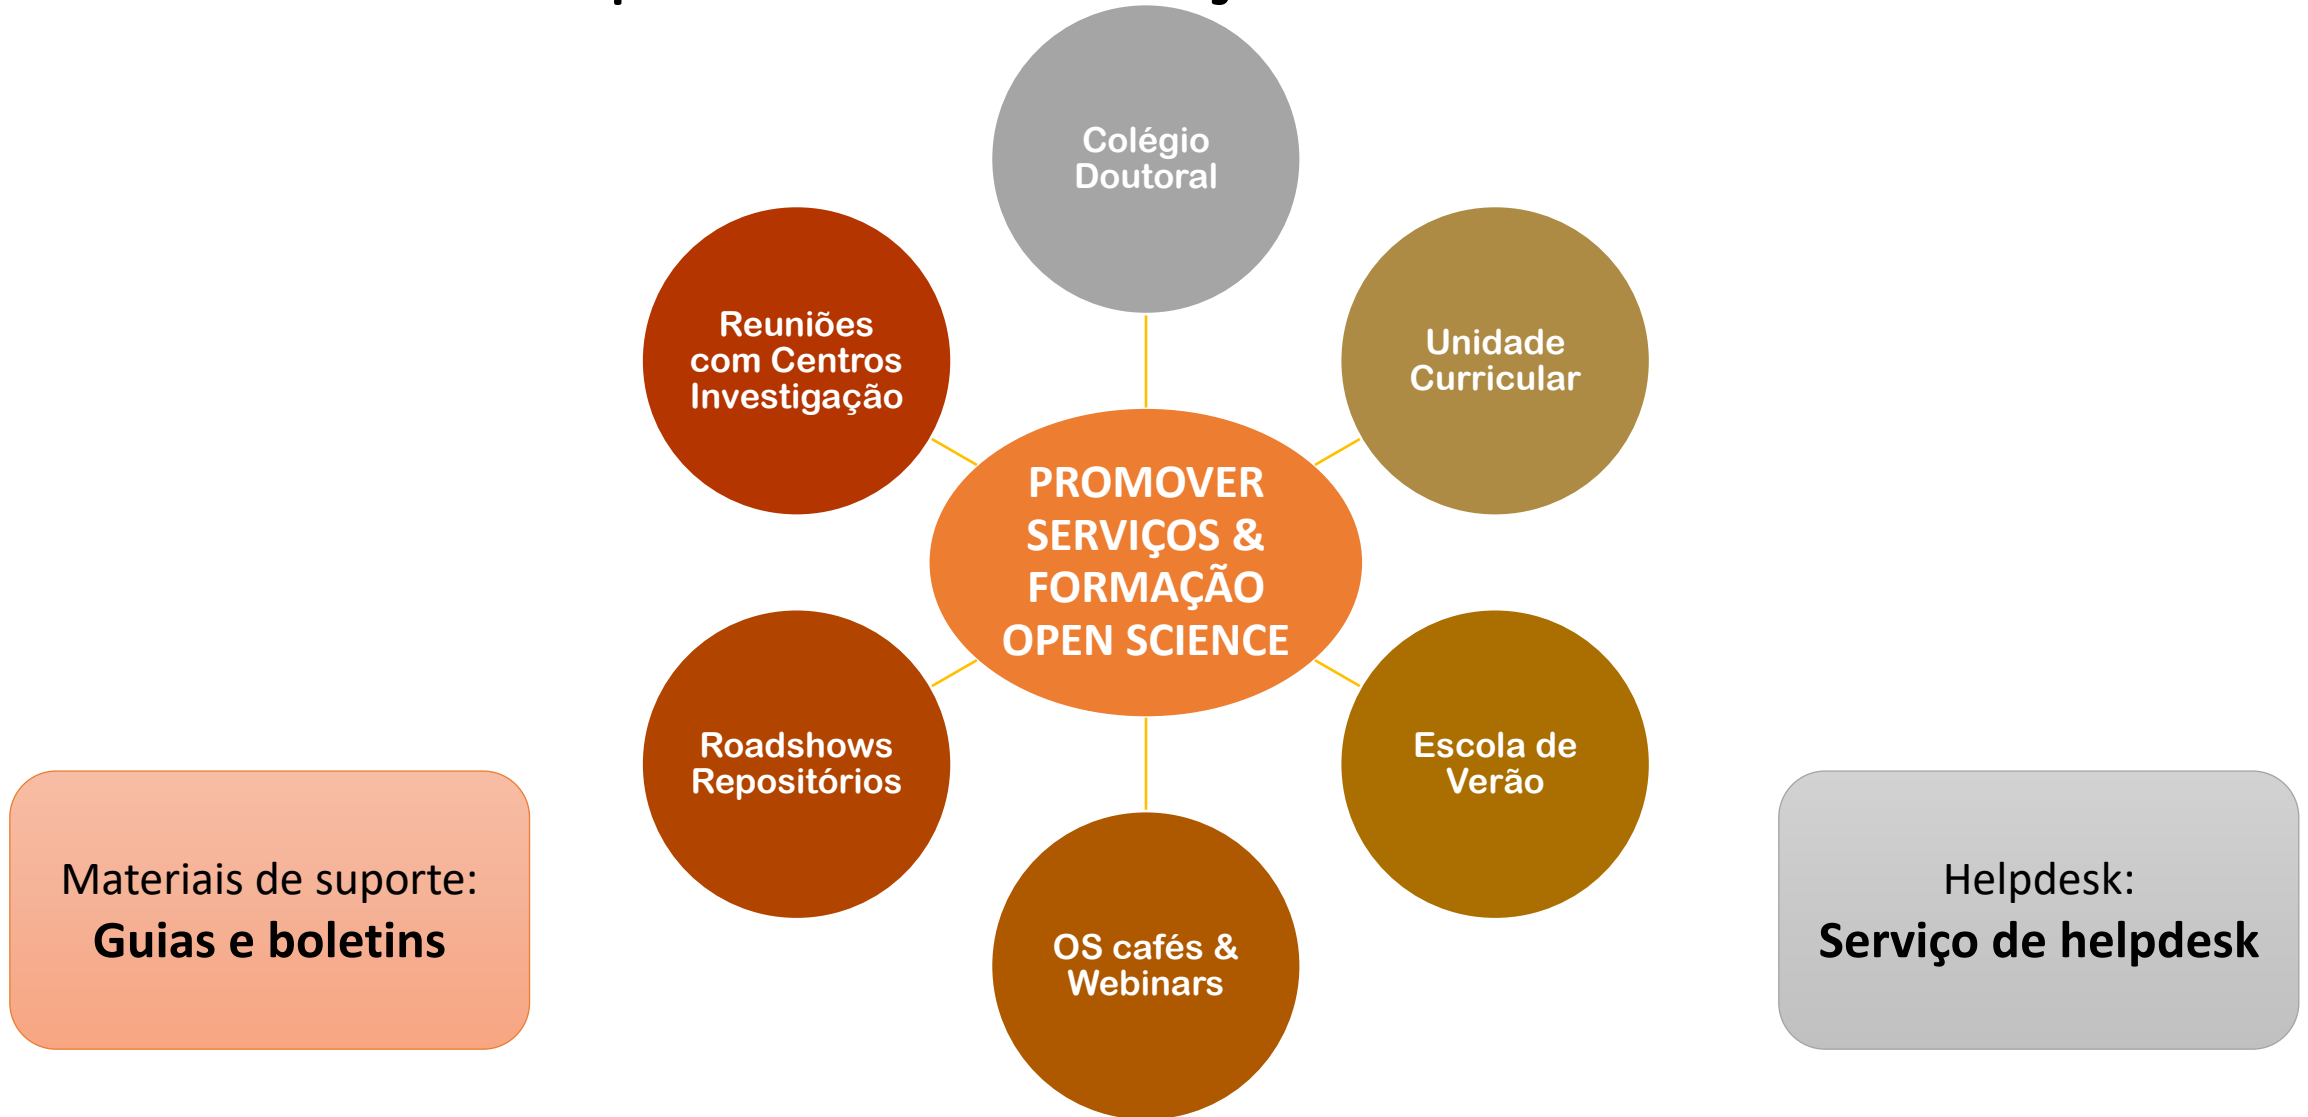 Colégio
Doutoral
Reuniões
com Centros
Investigação
Unidade
Curricular
PROMOVER
SERVIÇOS &
FORMAÇÃO
OPEN SCIENCE
Roadshows
Repositórios
Escola de
Verão
Materiais de suporte:
Guias e boletins
Helpdesk:
Serviço de helpdesk
OS cafés &
Webinars